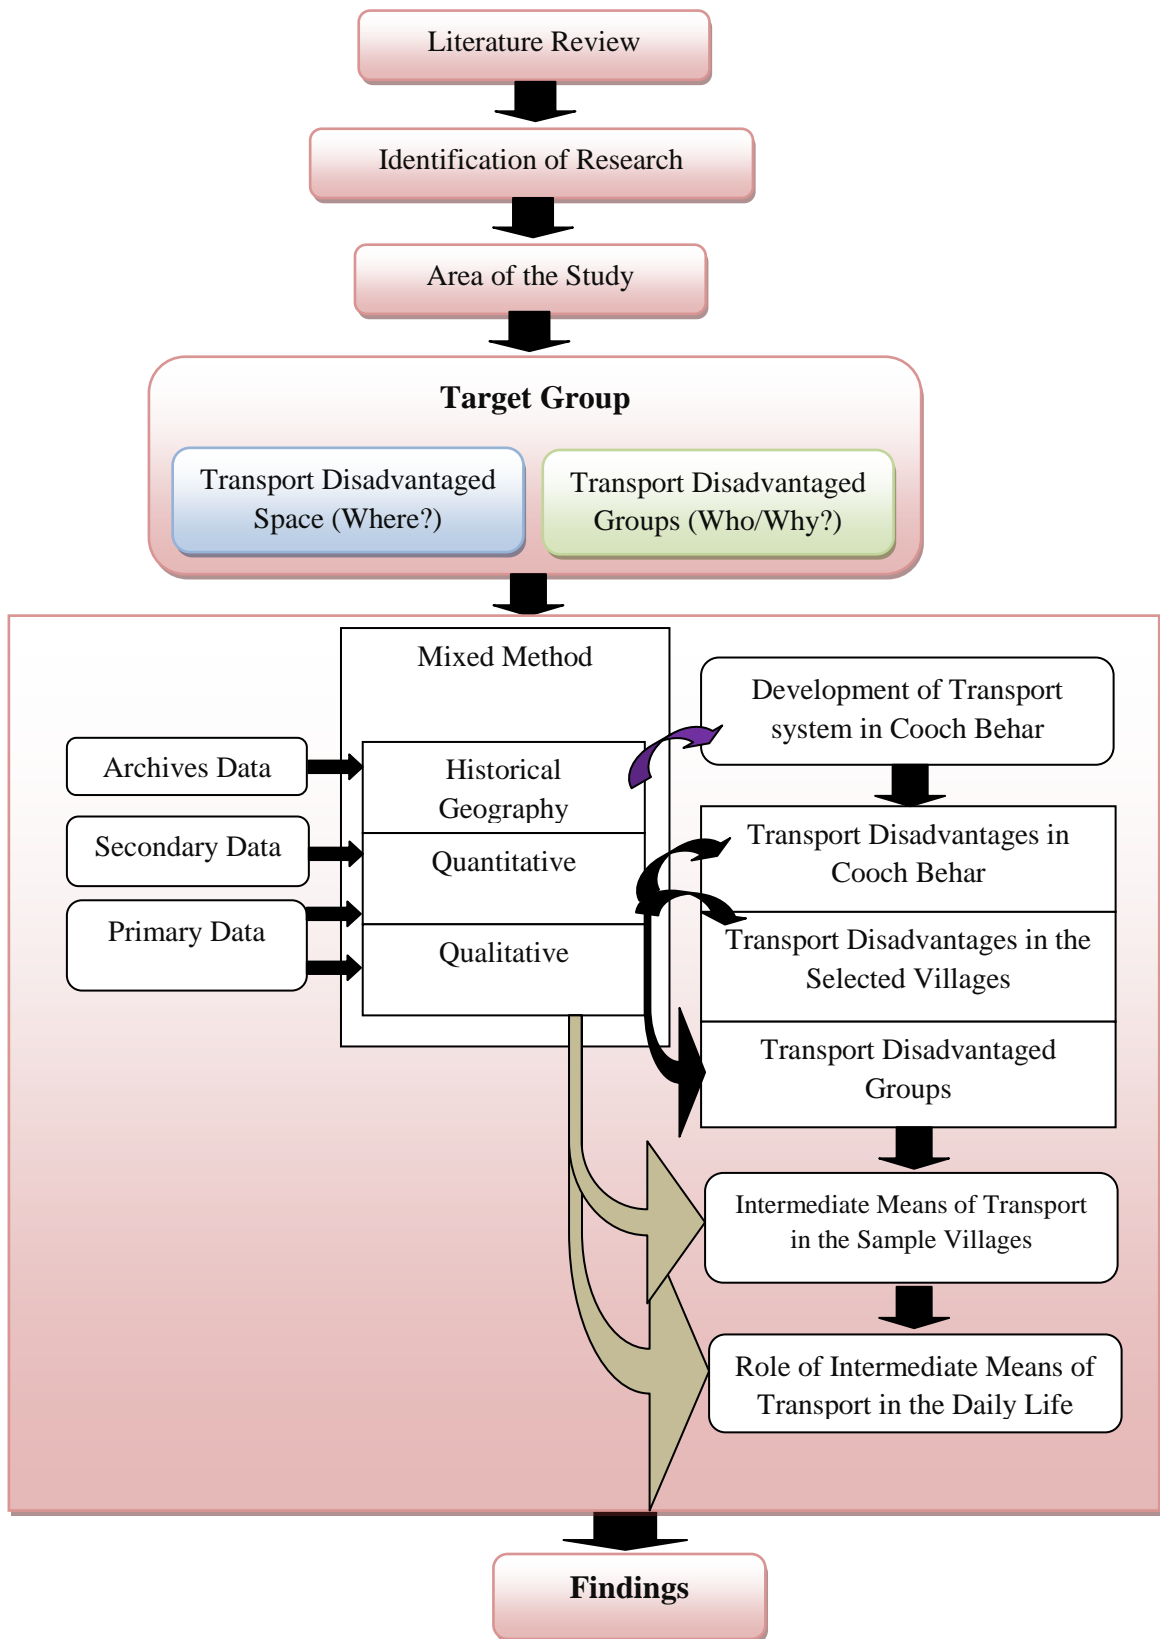 Literature Review
Identification of Research
Area of the Study
Target Group
Transport Disadvantaged
Space (Where?)
Transport Disadvantaged
Groups (Who/Why?)
Mixed Method
Archives Data
Secondary Data
Primary Data
Historical
Geography
Quantitative
Qualitative
Development of Transport
system in Cooch Behar
Transport Disadvantages in
Cooch Behar
Transport Disadvantages in the
Selected Villages
Transport Disadvantaged
Groups
Intermediate Means of Transport
in the Sample Villages
Role of Intermediate Means of
Transport in the Daily Life
Findings